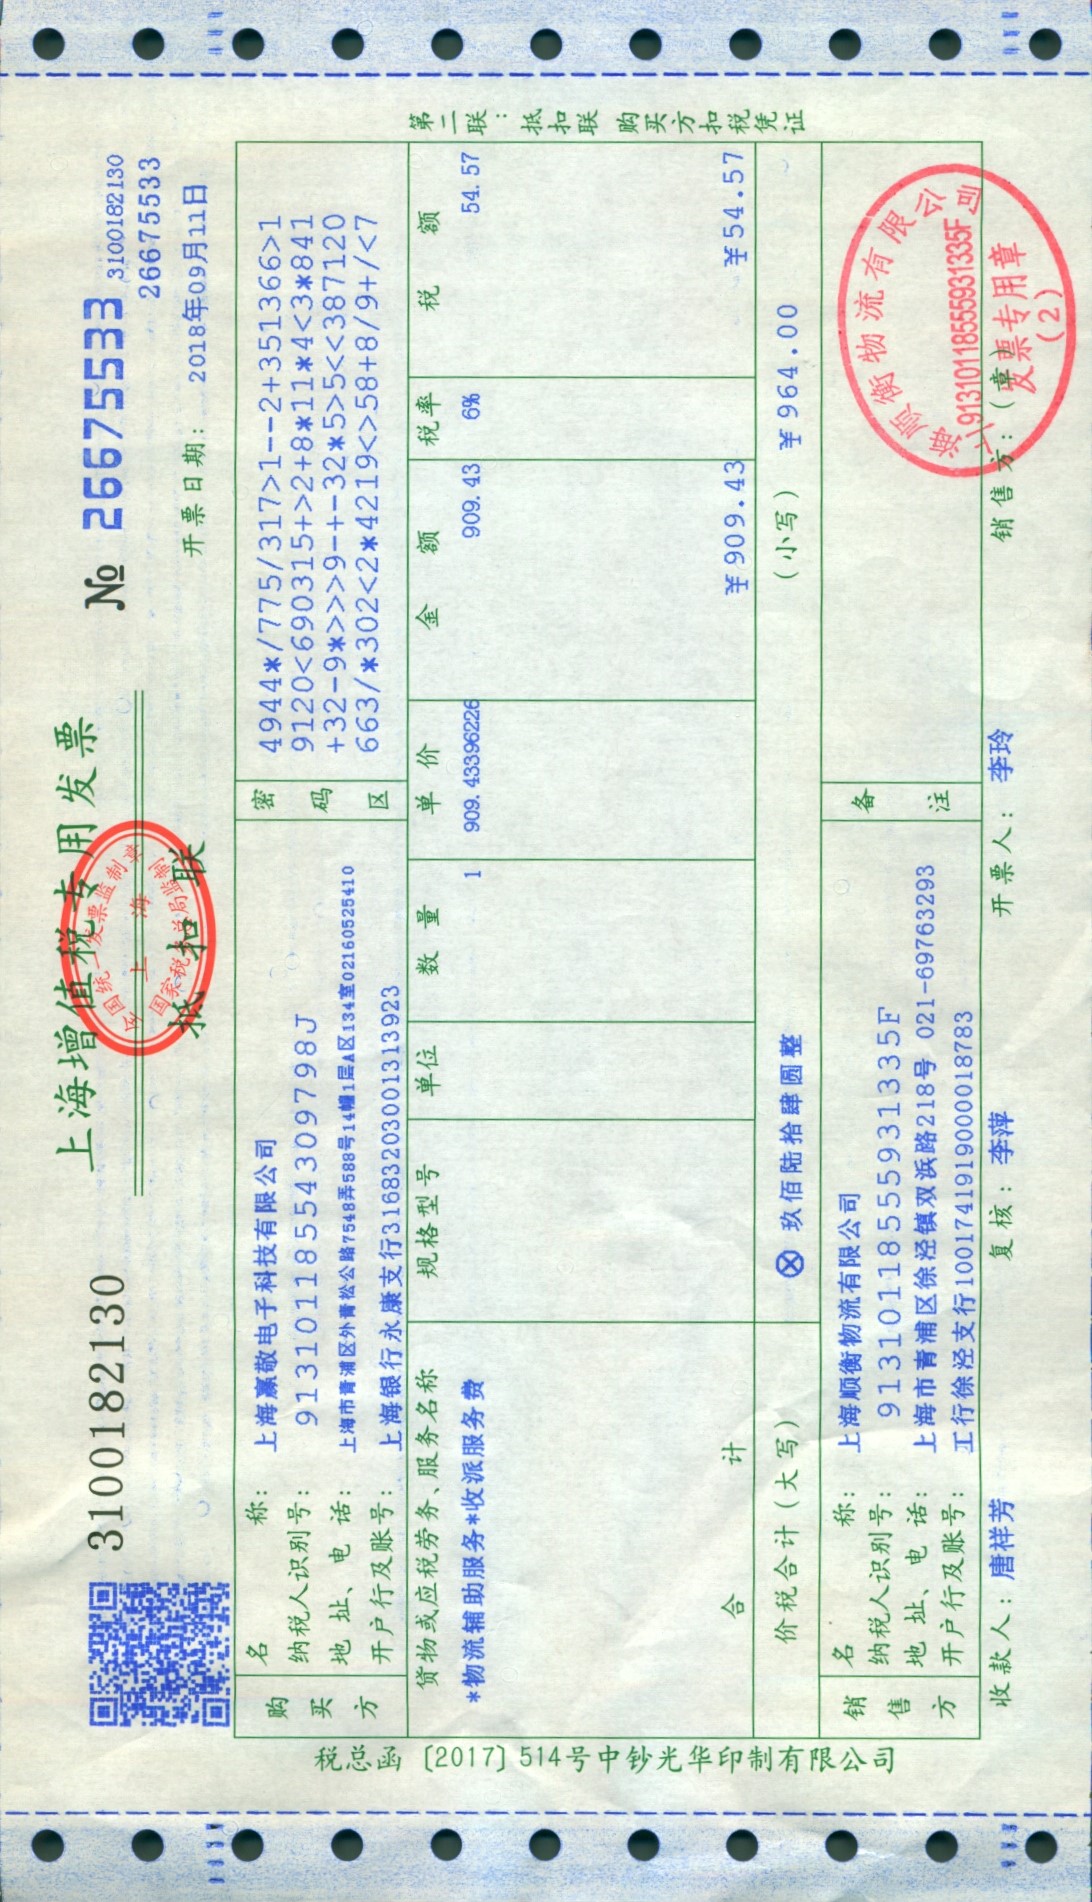 3100182130
上海增值税专用发票
№ 26675533
3100182130
26675533
抵扣联
开票日期: 2018年09月11日
全国统一发票监制章
上海
国家税务总局监制
购买方
名称: 上海赢敬电子科技有限公司
纳税人识别号: 91310118554309798J
地址、电话: 上海市青浦区外青松公路7548弄588号14幢1层A区134室02160525410
开户行及账号: 上海银行永康支行31683203001313923
密码区
4944*/775/317>1--2+351366>1
9120<690315+>2+8*11*4<3*841
+32-9*>>>9-+-32*5>5<<387120
663/*302<2*4219<>58+8/9+/<7
货物或应税劳务、服务名称 规格型号 单位 数量 单价 金额 税率 税额
*物流辅助服务*收派服务费 1 909.43396226 909.43 6% 54.57
合计 ¥909.43 ¥54.57
价税合计(大写) ⊗玖佰陆拾肆圆整 (小写) ¥964.00
销售方
名称: 上海顺衡物流有限公司
纳税人识别号: 91310118555931335F
地址、电话: 上海市青浦区徐泾镇双浜路218号 021-69763293
开户行及账号: 工行徐泾支行1001741919000018783
备注
收款人: 唐祥芳 复核: 李萍 开票人: 李玲 销售方:(章)
上海顺衡物流有限公司
91310118555931335F
发票专用章
(2)
第二联:抵扣联 购买方扣税凭证
税总函〔2017〕514号中钞光华印制有限公司